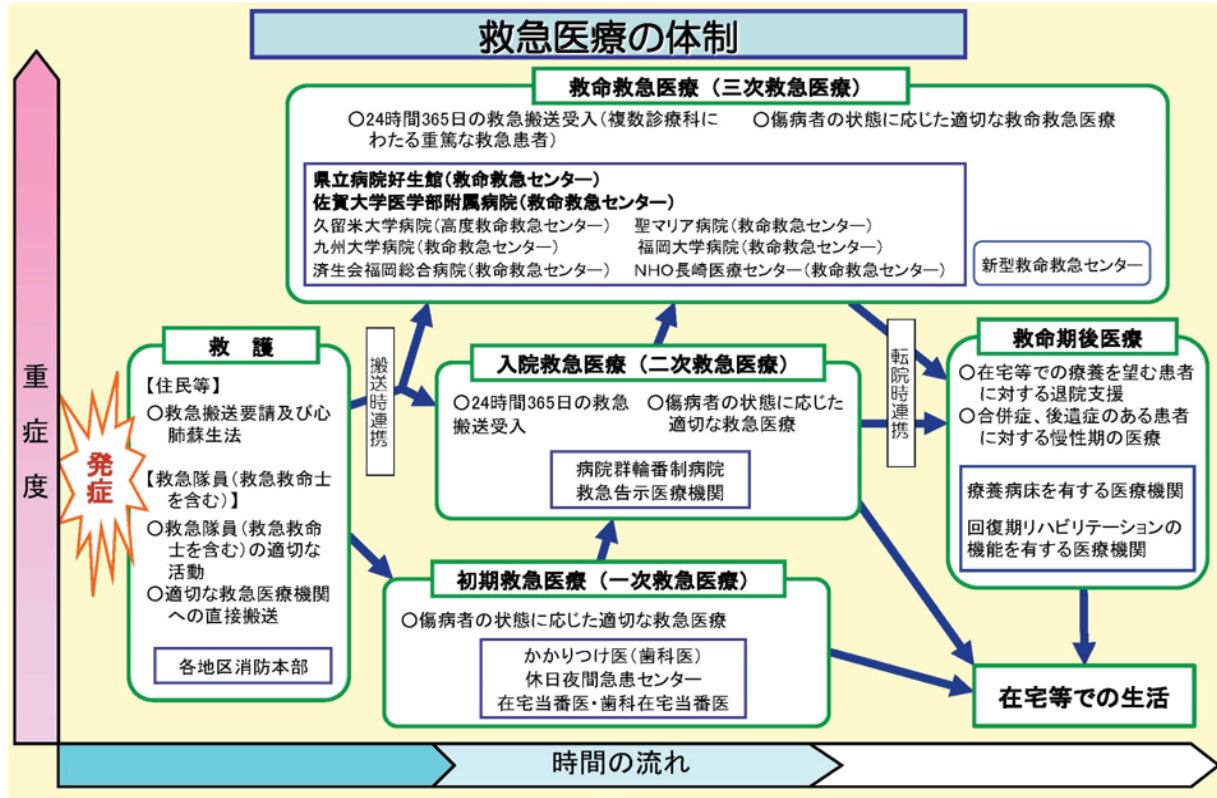 救急医療の体制
救命救急医療（三次救急医療）
○24時間365日の救急搬送受入（複数診療科に
わたる重篤な救急患者）
○傷病者の状態に応じた適切な救命救急医療
県立病院好生館（救命救急センター）
佐賀大学医学部附属病院（救命救急センター）
久留米大学病院（高度救命救急センター）　聖マリア病院（救命救急センター）
九州大学病院（救命救急センター）　福岡大学病院（救命救急センター）
済生会福岡総合病院（救命救急センター）　NHO長崎医療センター（救命救急センター）
新型救命救急センター
重症度
発症
救　護
【住民等】
○救急搬送要請及び心
肺蘇生法
【救急隊員（救急救命士
を含む）】
○救急隊員（救急救命
士を含む）の適切な
活動
○適切な救急医療機関
への直接搬送
各地区消防本部
搬送時連携
入院救急医療（二次救急医療）
○24時間365日の救急
搬送受入
○傷病者の状態に応じた
適切な救急医療
病院群輪番制病院
救急告示医療機関
初期救急医療（一次救急医療）
○傷病者の状態に応じた適切な救急医療
かかりつけ医（歯科医）
休日夜間急患センター
在宅当番医・歯科在宅当番医
転院時連携
救命期後医療
○在宅等での療養を望む患者
に対する退院支援
○合併症、後遺症のある患者
に対する慢性期の医療
療養病床を有する医療機関
回復期リハビリテーションの
機能を有する医療機関
在宅等での生活
時間の流れ